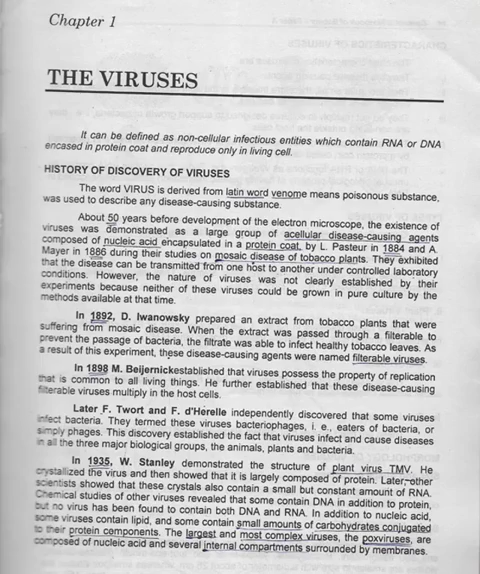 Chapter 1
THE VIRUSES
It can be defined as non-cellular infectious entities which contain RNA or DNA
encased in protein coat and reproduce only in living cell.
HISTORY OF DISCOVERY OF VIRUSES
The word VIRUS is derived from latin word venome means poisonous substance,
was used to describe any disease-causing substance.
About 50 years before development of the electron microscope, the existence of
viruses was demonstrated as a large group of acellular disease-causing agents
composed of nucleic acid encapsulated in a protein coat, by L. Pasteur in 1884 and A.
Mayer in 1886 during their studies on mosaic disease of tobacco plants. They exhibited
that the disease can be transmitted from one host to another under controlled laboratory
conditions. However, the nature of viruses was not clearly established by their
experiments because neither of these viruses could be grown in pure culture by the
methods available at that time.
In 1892, D. Iwanowsky prepared an extract from tobacco plants that were
suffering from mosaic disease. When the extract was passed through a filterable to
prevent the passage of bacteria, the filtrate was able to infect healthy tobacco leaves. As
a result of this experiment, these disease-causing agents were named filterable viruses.
In 1898 M. Beijernickestablished that viruses possess the property of replication
that is common to all living things. He further established that these disease-causing
filterable viruses multiply in the host cells.
Later F. Twort and F. d'Herelle independently discovered that some viruses
infect bacteria. They termed these viruses bacteriophages, i. e., eaters of bacteria, or
simply phages. This discovery established the fact that viruses infect and cause diseases
in all the three major biological groups, the animals, plants and bacteria.
In 1935, W. Stanley demonstrated the structure of plant virus TMV. He
crystallized the virus and then showed that it is largely composed of protein. Later, other
scientists showed that these crystals also contain a small but constant amount of RNA.
Chemical studies of other viruses revealed that some contain DNA in addition to protein,
but no virus has been found to contain both DNA and RNA. In addition to nucleic acid,
some viruses contain lipid, and some contain small amounts of carbohydrates conjugated
to their protein components. The largest and most complex viruses, the poxviruses, are
composed of nucleic acid and several internal compartments surrounded by membranes.